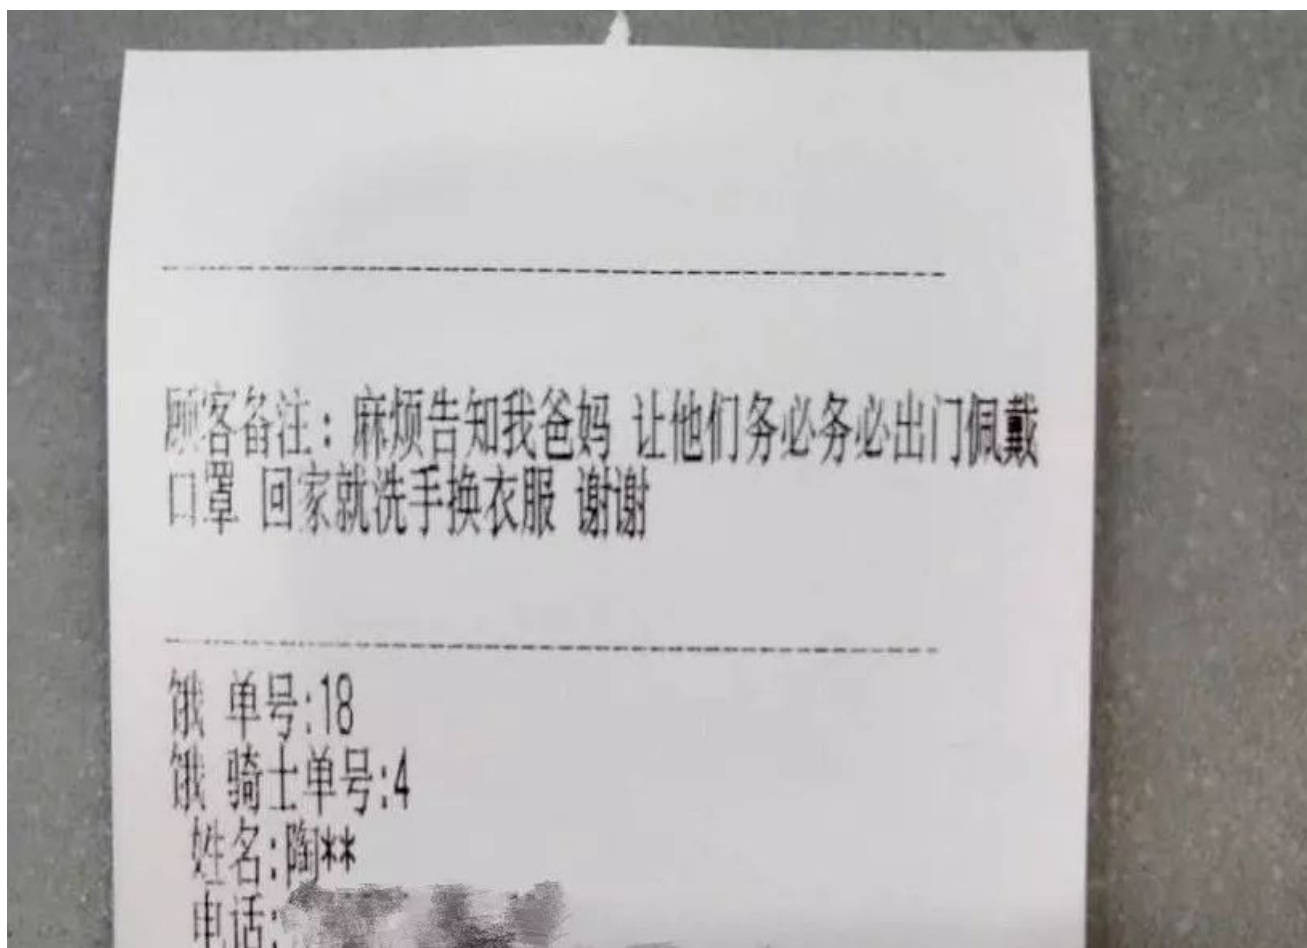 顾客备注：麻烦告知我爸妈 让他们务必务必出门佩戴
口罩 回家就洗手换衣服 谢谢
饿 单号:18
饿 骑士单号:4
姓名:陶**
电话: